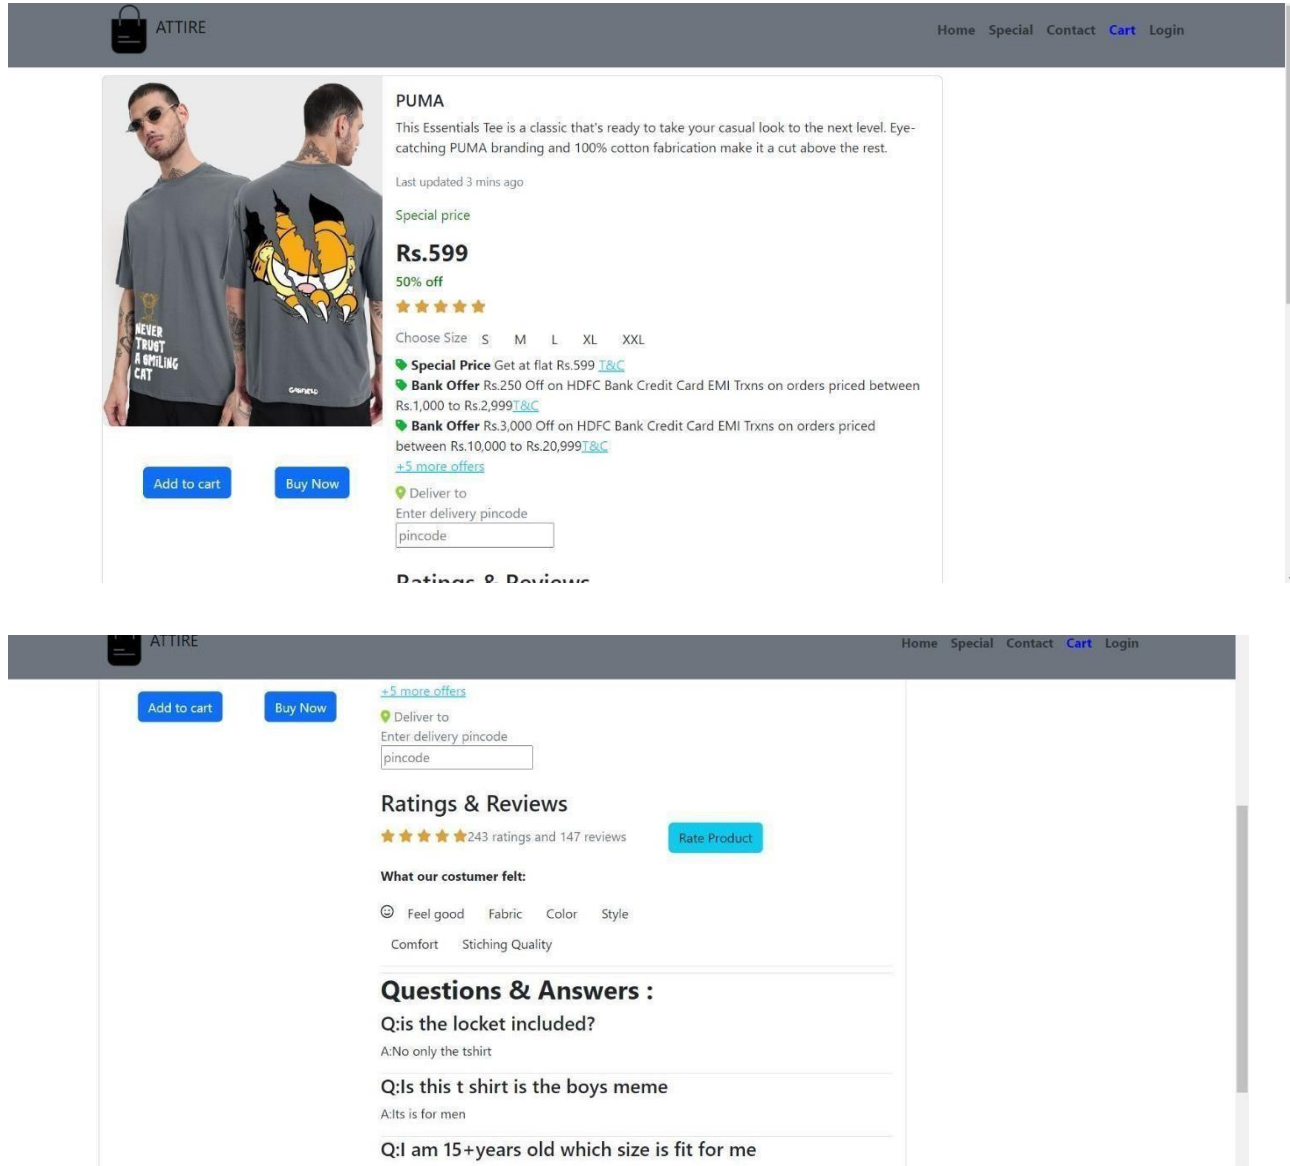 ATTIRE
Home Special Contact Cart Login
PUMA
This Essentials Tee is a classic that's ready to take your casual look to the next level. Eye-
catching PUMA branding and 100% cotton fabrication make it a cut above the rest.
Last updated 3 mins ago
Special price
Rs.599
50% off
Choose Size S M L XL XXL
Special Price Get at flat Rs.599 T&C
Bank Offer Rs.250 Off on HDFC Bank Credit Card EMI Trxns on orders priced between
Rs.1,000 to Rs.2,999T&C
Bank Offer Rs.3,000 Off on HDFC Bank Credit Card EMI Trxns on orders priced
between Rs.10,000 to Rs.20,999T&C
+5 more offers
Deliver to
Enter delivery pincode
pincode
NEVER
TRUST
A SMILING
CAT
GARFIELD
Add to cart Buy Now
Ratings & Reviews
ATTIRE
Home Special Contact Cart Login
Add to cart Buy Now
+5 more offers
Deliver to
Enter delivery pincode
pincode
Ratings & Reviews
243 ratings and 147 reviews Rate Product
What our costumer felt:
Feel good Fabric Color Style
Comfort Stiching Quality
Questions & Answers :
Q:is the locket included?
A:No only the tshirt
Q:Is this t shirt is the boys meme
A:Its is for men
Q:I am 15+years old which size is fit for me